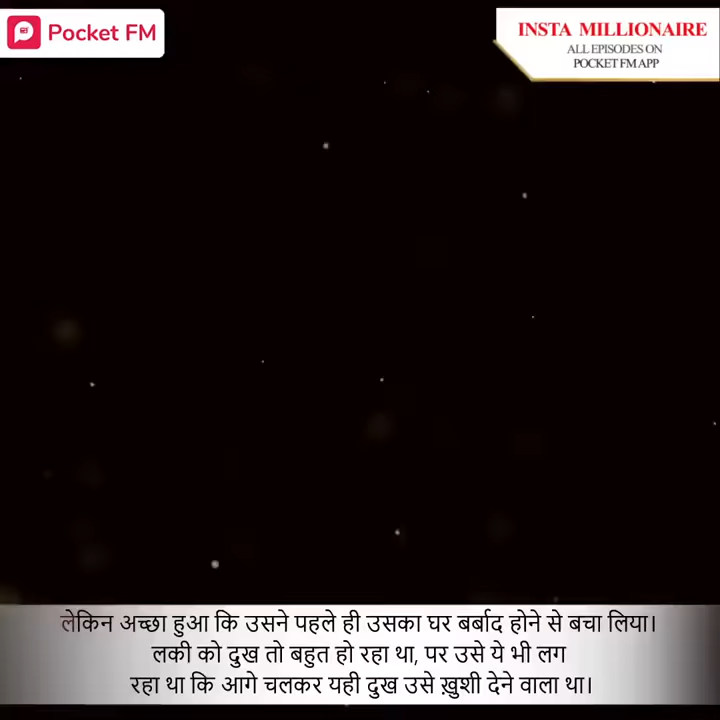 Pocket FM
INSTA MILLIONAIRE
ALL EPISODES ON
POCKET FM APP
लेकिन अच्छा हुआ कि उसने पहले ही उसका घर बर्बाद होने से बचा लिया।
लकी को दुख तो बहुत हो रहा था, पर उसे ये भी लग
रहा था कि आगे चलकर यही दुख उसे ख़ुशी देने वाला था।